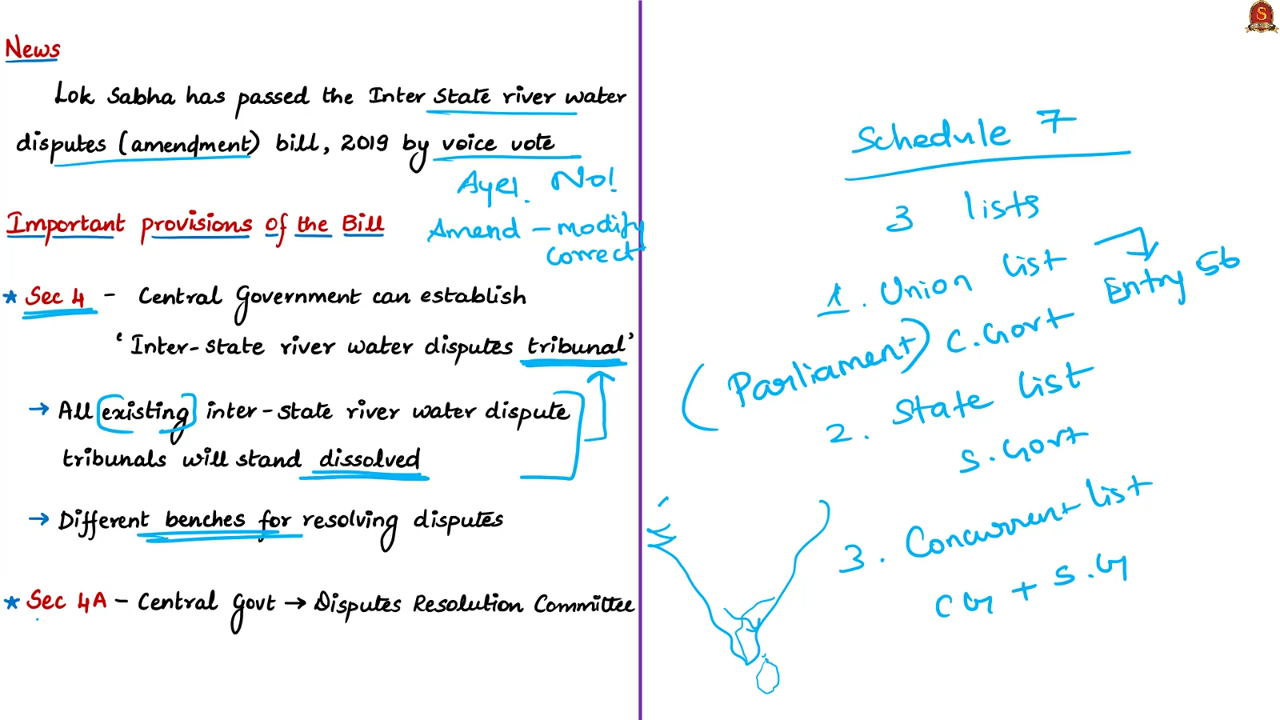 News
Lok Sabha has passed the Inter State river water
disputes (amendment) bill, 2019 by voice vote
Ayes. No!
Amend - modify
correct
Important provisions of the Bill
* Sec 4 - Central Government can establish
'Inter-state river water disputes tribunal'
→ All existing inter-state river water dispute
tribunals will stand dissolved
→ Different benches for resolving disputes
* Sec 4A - Central Govt → Disputes Resolution Committee
S
Schedule 7
3 lists
1. Union list
Entry 56
(Parliament) C. Govt
2. State list
S. Govt
3. Concurrent list
CG + S.G